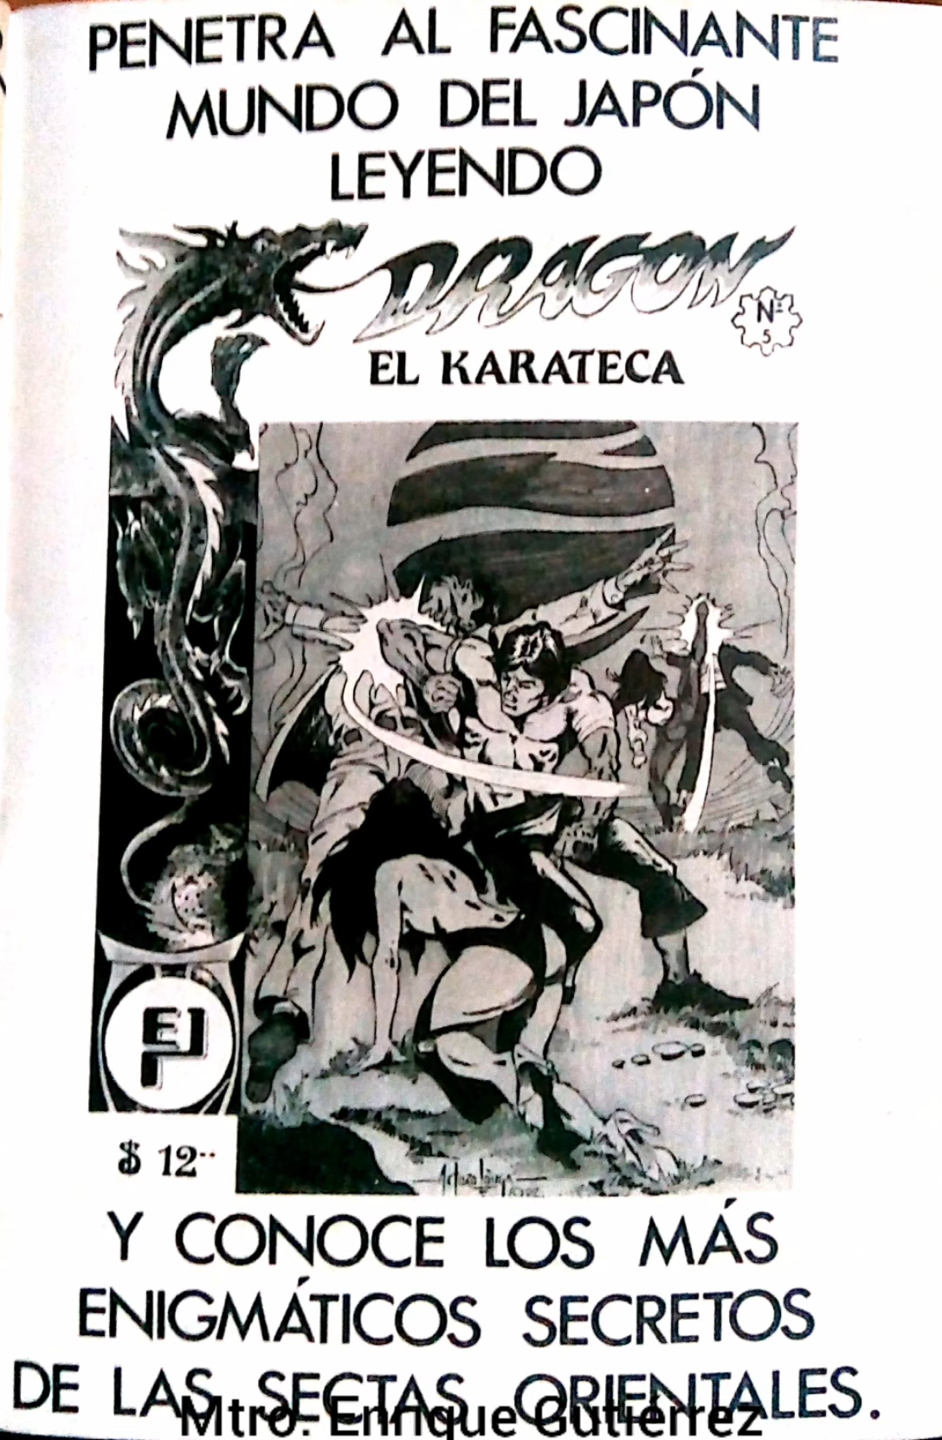 PENETRA AL FASCINANTE
MUNDO DEL JAPÓN
LEYENDO
DRAGON
Nº
5
EL KARATECA
EJ
$ 12..
Y CONOCE LOS MÁS
ENIGMÁTICOS SECRETOS
DE LAS SECTAS ORIENTALES.
Mtro. Enrique Gutiérrez